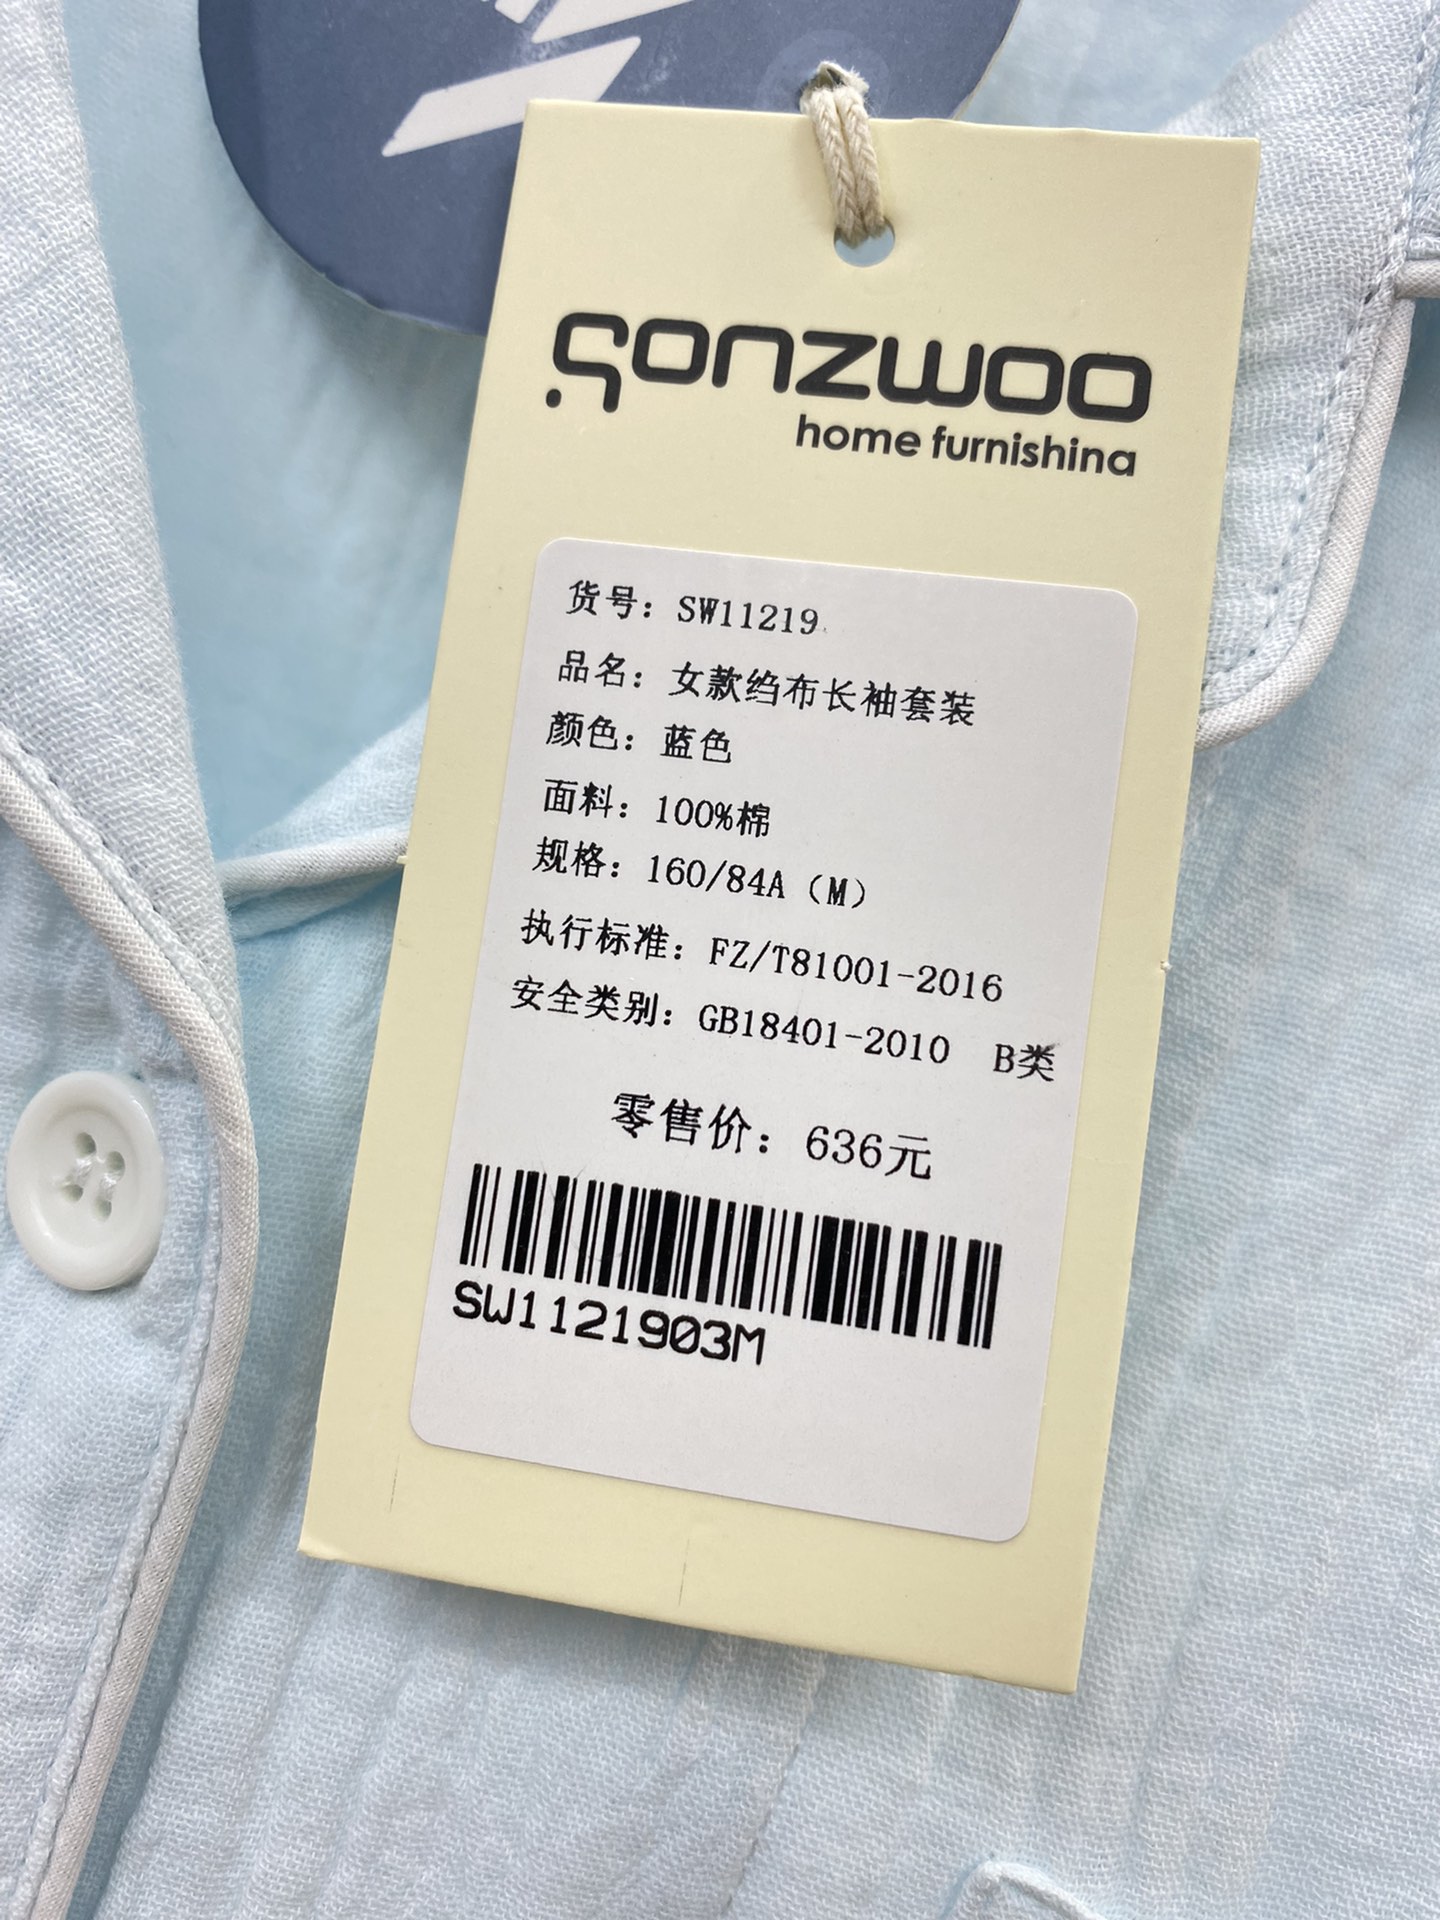 gonzwoo
home furnishina
货号：SW11219
品名：女款绉布长袖套装
颜色：蓝色
面料：100%棉
规格：160/84A（M）
执行标准：FZ/T81001-2016
安全类别：GB18401-2010 B类
零售价：636元
SW1121903M